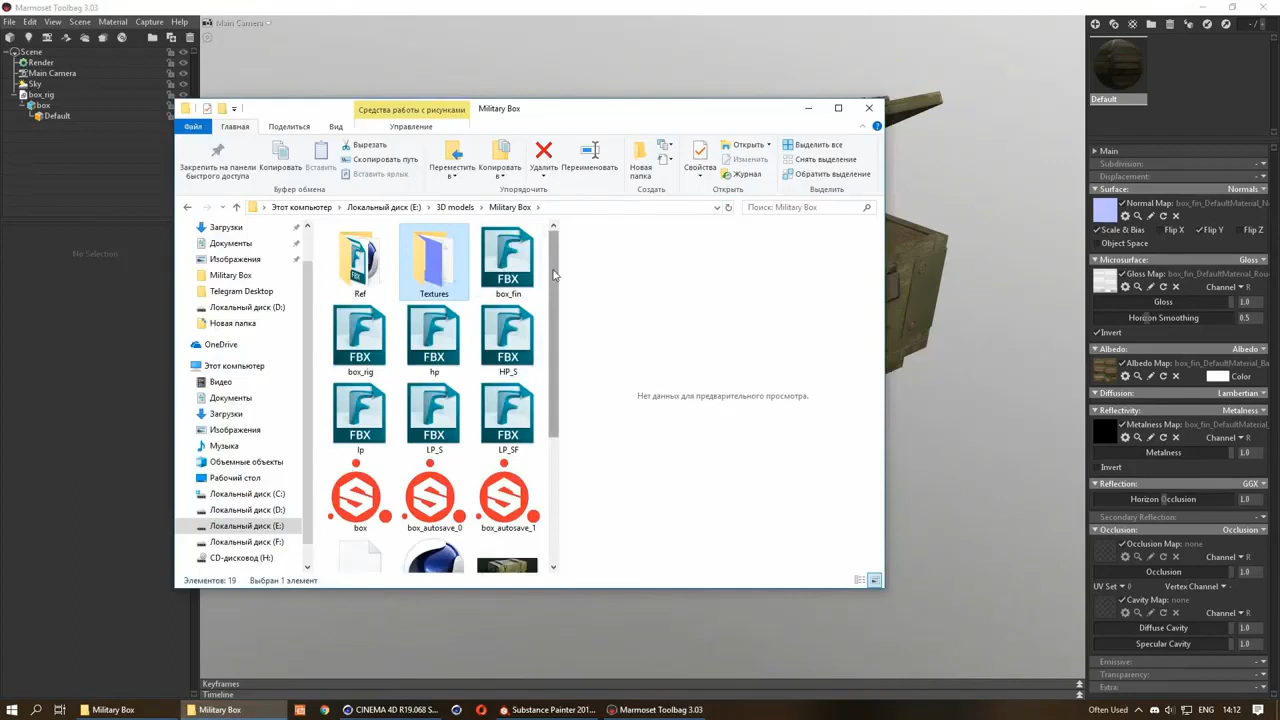 Marmoset Toolbag 3.03
File Edit View Scene Material Capture Help
Main Camera
Scene
Render
Main Camera
Sky
box_rig
box
Default
No Selection
Средства работы с рисунками
Military Box
Файл Главная Поделиться Вид Управление
Закрепить на панели быстрого доступа
Копировать
Вставить
Вырезать
Скопировать путь
Вставить ярлык
Буфер обмена
Переместить в
Копировать в
Удалить
Переименовать
Упорядочить
Новая папка
Создать
Свойства
Открыть
Изменить
Журнал
Открыть
Выделить все
Снять выделение
Обратить выделение
Выделить
Этот компьютер › Локальный диск (E:) › 3D models › Military Box ›
Поиск: Military Box
Загрузки
Документы
Изображения
Military Box
Telegram Desktop
Локальный диск (D:)
Новая папка
OneDrive
Этот компьютер
Видео
Документы
Загрузки
Изображения
Музыка
Объемные объекты
Рабочий стол
Локальный диск (C:)
Локальный диск (D:)
Локальный диск (E:)
Локальный диск (F:)
CD-дисковод (H:)
Ref
Textures
FBX
box_fin
FBX
box_rig
FBX
hp
FBX
HP_S
FBX
lp
FBX
LP_S
FBX
LP_SF
box
box_autosave_0
box_autosave_1
Нет данных для предварительного просмотра.
Элементов: 19 Выбран 1 элемент
Default
Main
Subdivision:
Displacement:
Surface: Normals
Normal Map: box_fin_DefaultMaterial_No
Scale & Bias Flip X Flip Y Flip Z
Object Space
Microsurface: Gloss
Gloss Map: box_fin_DefaultMaterial_Rou
Channel R
Gloss 1.0
Horizon Smoothing 0.5
Invert
Albedo: Albedo
Albedo Map: box_fin_DefaultMaterial_Ba
Color
Diffusion: Lambertian
Reflectivity: Metalness
Metalness Map: box_fin_DefaultMaterial_
Channel R
Metalness 1.0
Invert
Reflection: GGX
Horizon Occlusion 1.0
Secondary Reflection:
Occlusion: Occlusion
Occlusion Map: none
Channel R
Occlusion 1.0
UV Set 0 Vertex Channel -
Cavity Map: none
Channel R
Diffuse Cavity 1.0
Specular Cavity 1.0
Emissive:
Transparency:
Extra:
Keyframes
Timeline
Military Box
Military Box
CINEMA 4D R19.068 S...
Substance Painter 201...
Marmoset Toolbag 3.03
Often Used
ENG
14:12